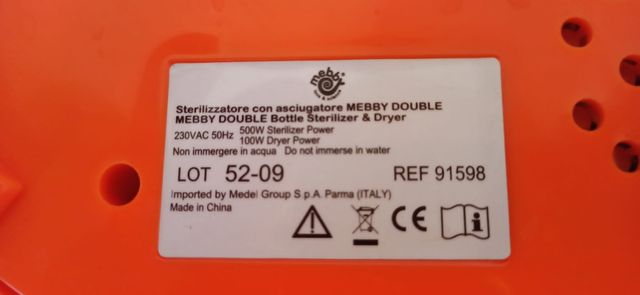 mebby
Sterilizzatore con asciugatore MEBBY DOUBLE
MEBBY DOUBLE Bottle Sterilizer & Dryer
230VAC 50Hz 500W Sterilizer Power
100W Dryer Power
Non immergere in acqua Do not immerse in water
LOT 52-09 REF 91598
Imported by Medel Group S.p.A. Parma (ITALY)
Made in China
CE